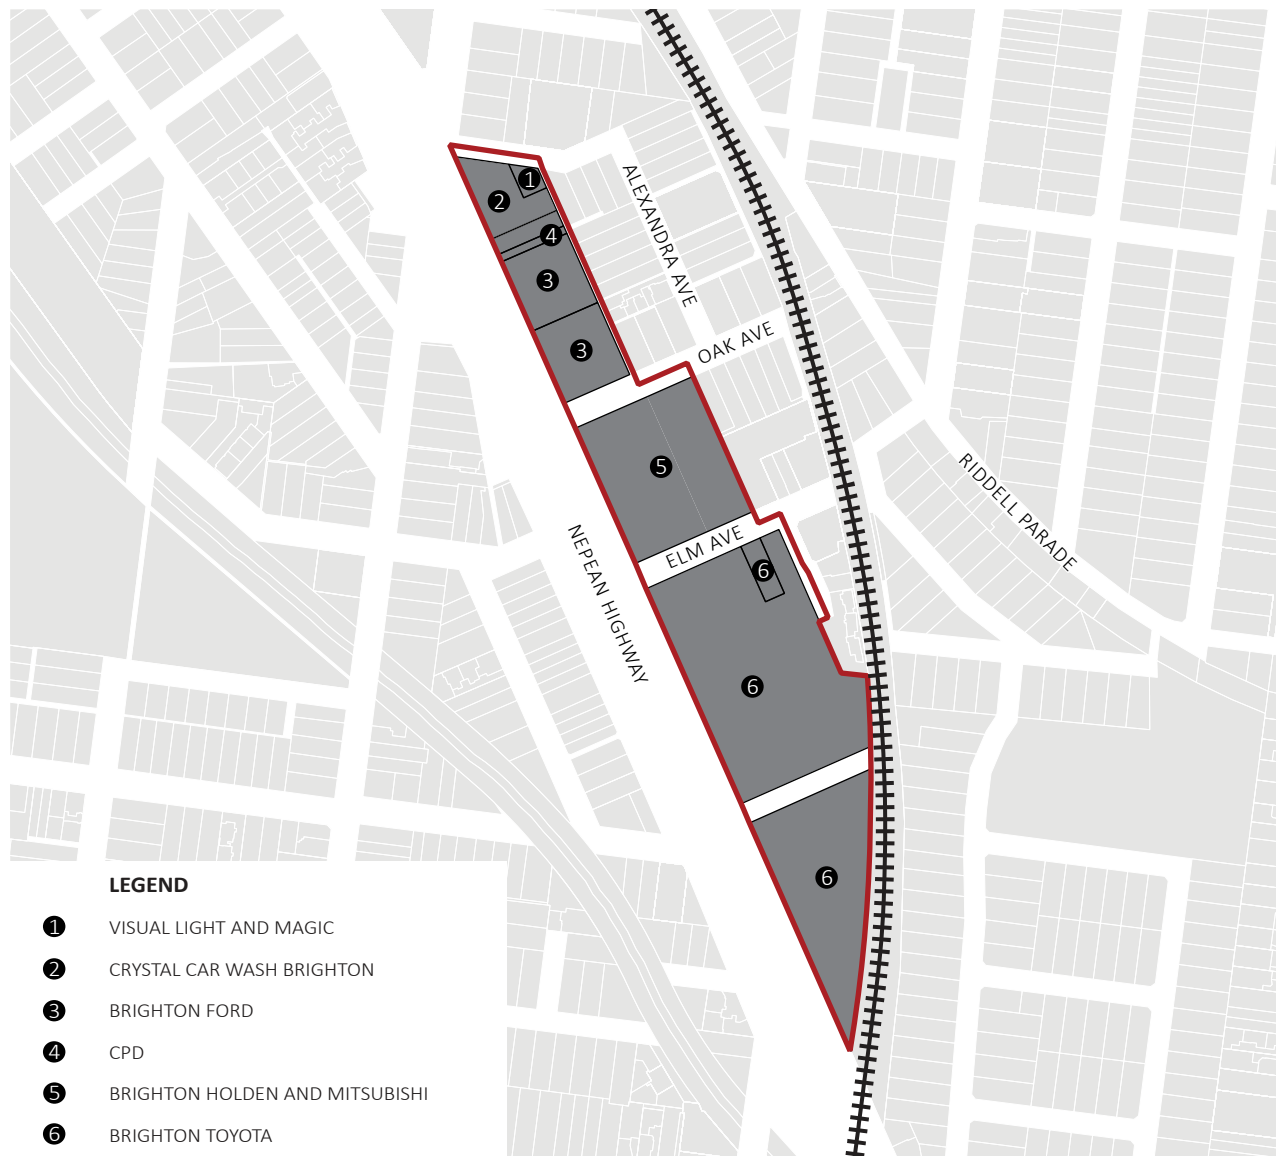 1
2
ALEXANDRA AVE
4
3
OAK AVE
3
5
RIDDELL PARADE
NEPEAN HIGHWAY
ELM AVE
6
6
6
LEGEND
1 VISUAL LIGHT AND MAGIC
2 CRYSTAL CAR WASH BRIGHTON
3 BRIGHTON FORD
4 CPD
5 BRIGHTON HOLDEN AND MITSUBISHI
6 BRIGHTON TOYOTA